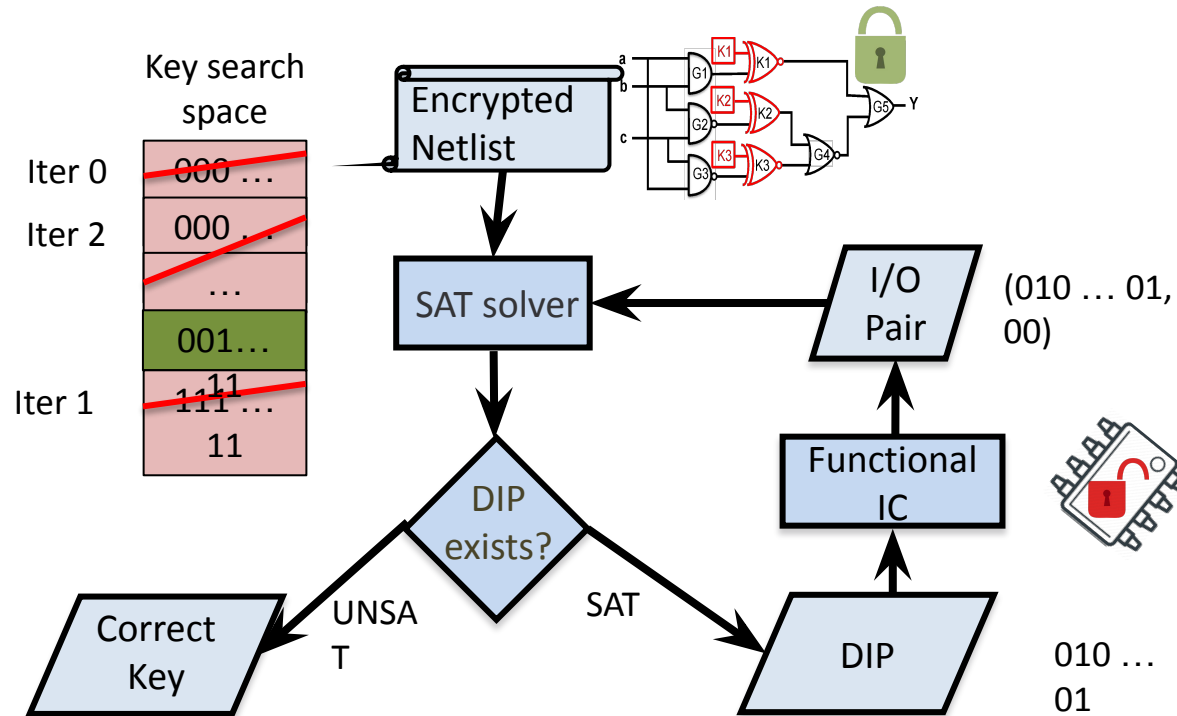 Key search
space
Iter 0
000 ...
Iter 2
000 ...
...
001...
11
Iter 1
111 ...
11
Encrypted
Netlist
a
b
c
K1
K2
K3
G1
G2
G3
K1
K2
K3
G4
G5
Y
SAT solver
I/O
Pair
(010 ... 01,
00)
DIP
exists?
Functional
IC
UNSA
T
SAT
Correct
Key
DIP
010 ...
01